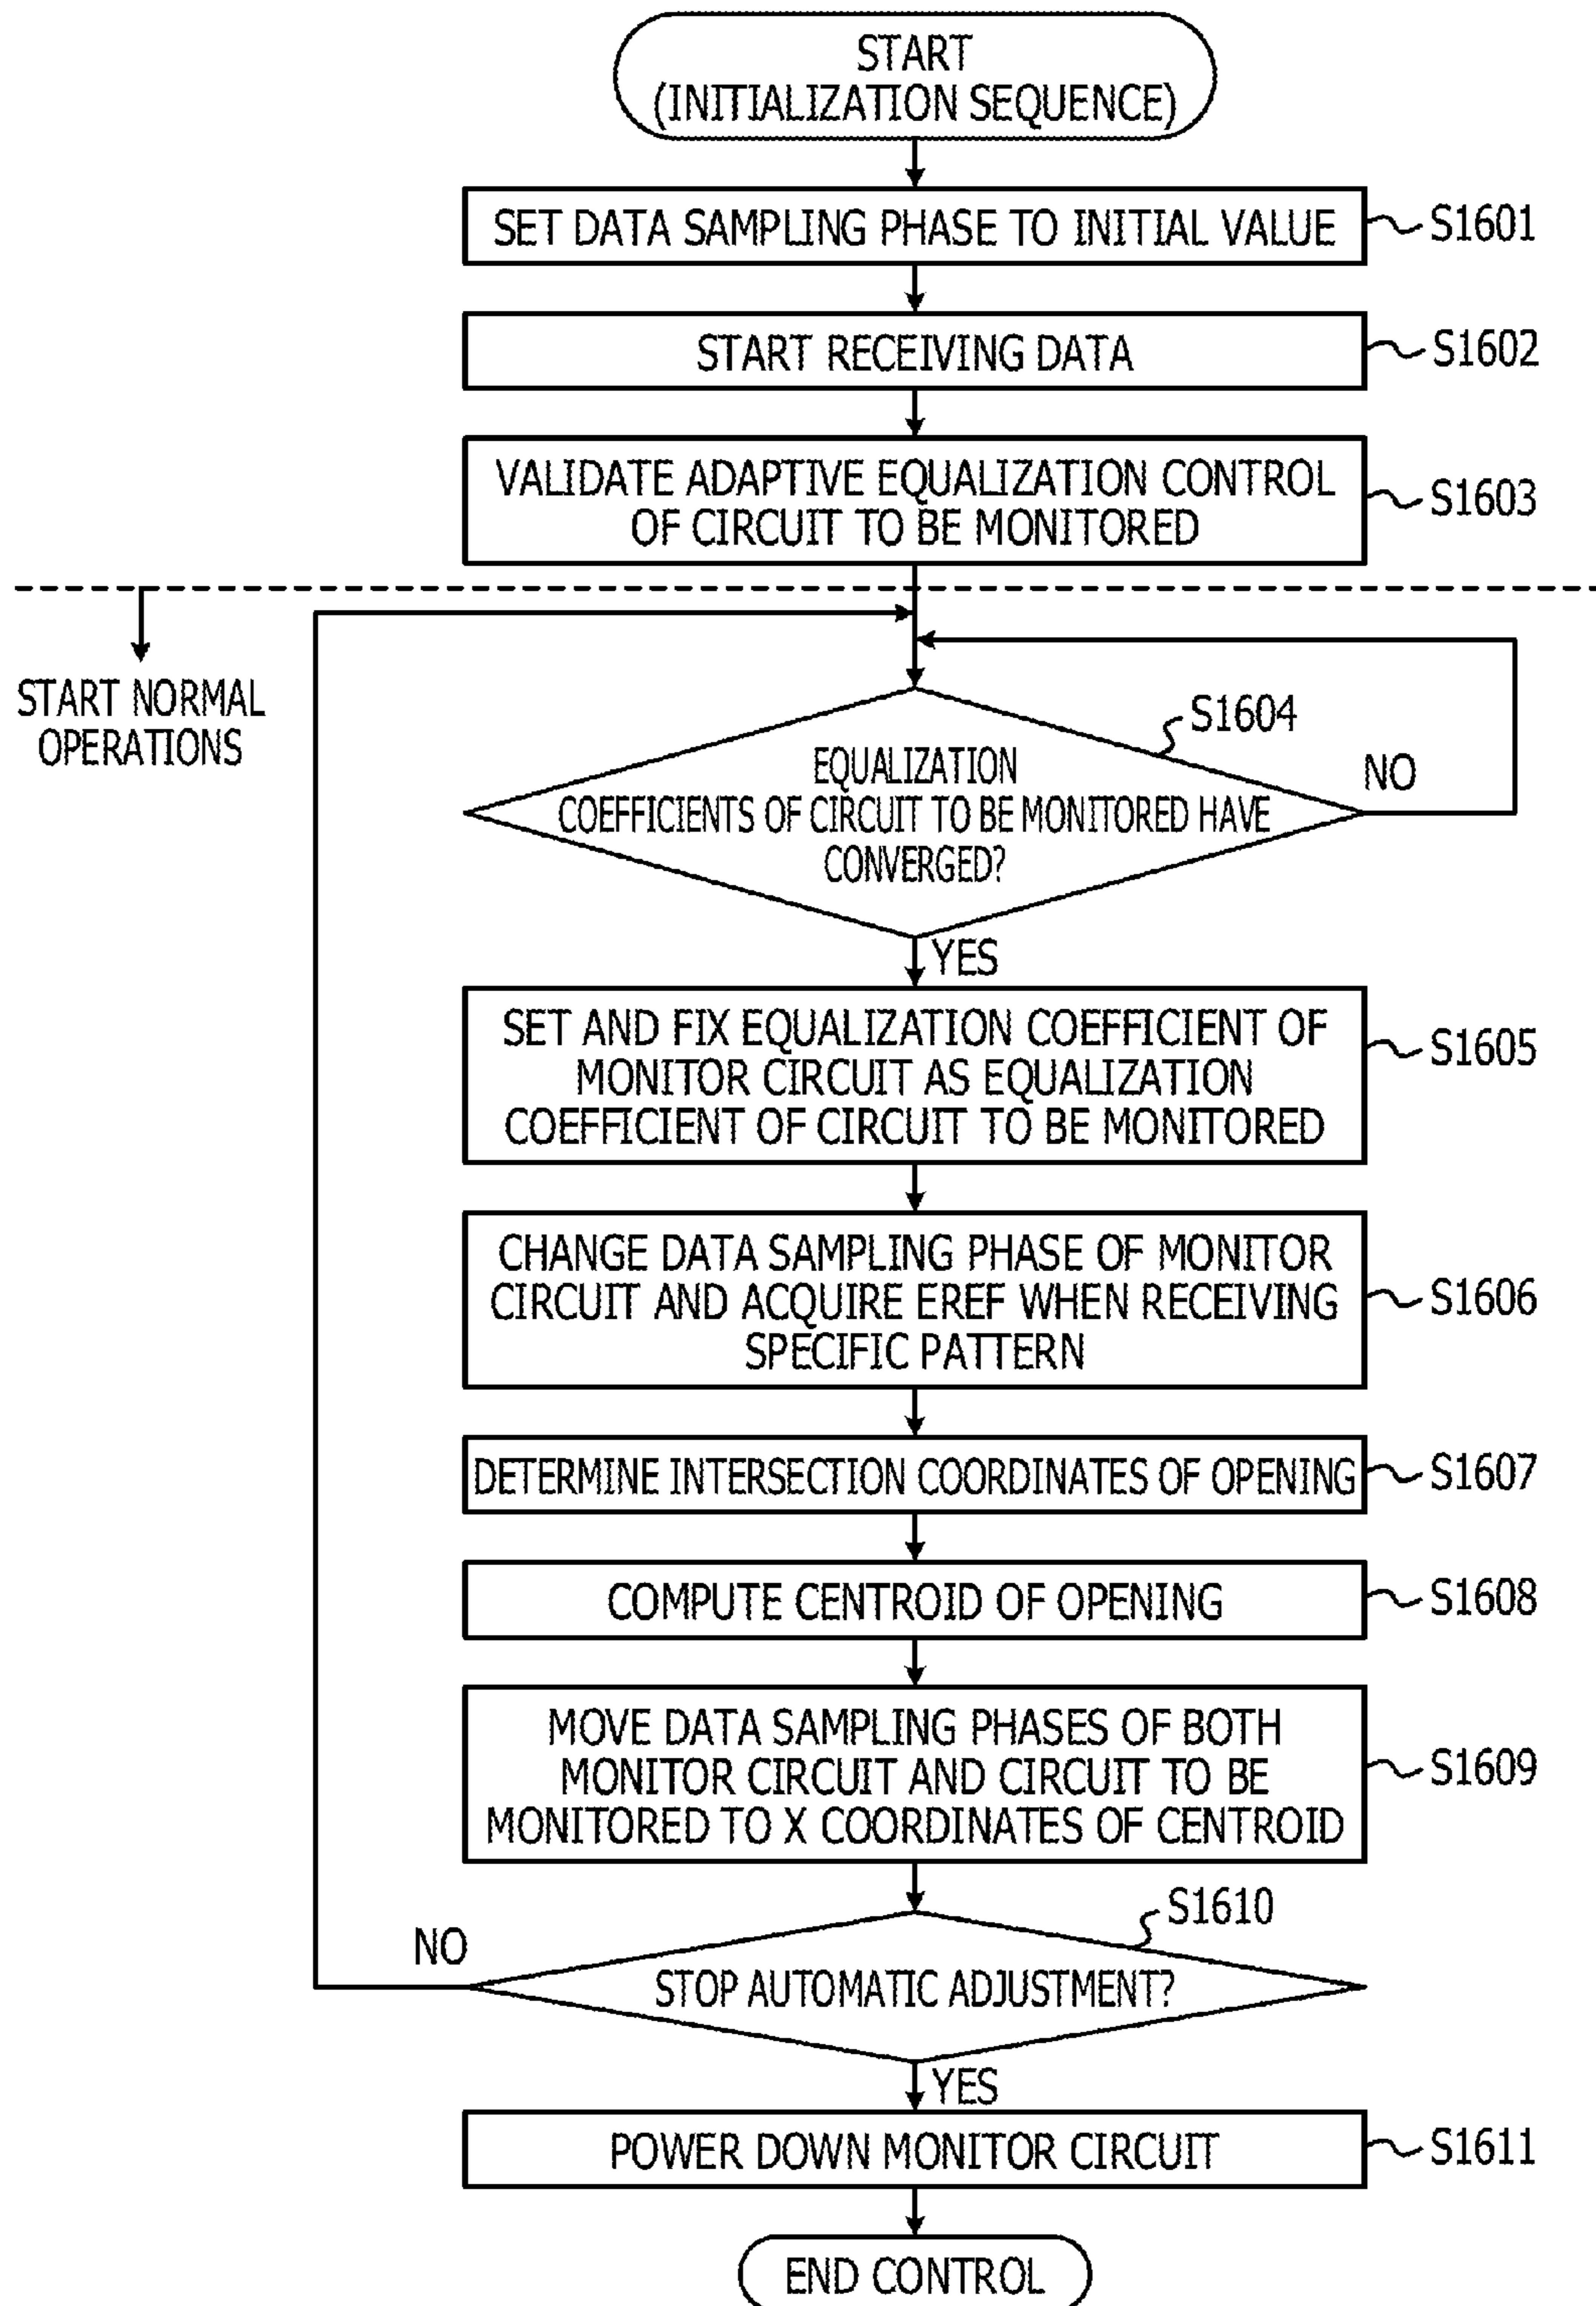 START
(INITIALIZATION SEQUENCE)
SET DATA SAMPLING PHASE TO INITIAL VALUE
S1601
START RECEIVING DATA
S1602
VALIDATE ADAPTIVE EQUALIZATION CONTROL
OF CIRCUIT TO BE MONITORED
S1603
START NORMAL
OPERATIONS
S1604
EQUALIZATION
COEFFICIENTS OF CIRCUIT TO BE MONITORED HAVE
CONVERGED?
NO
YES
SET AND FIX EQUALIZATION COEFFICIENT OF
MONITOR CIRCUIT AS EQUALIZATION
COEFFICIENT OF CIRCUIT TO BE MONITORED
S1605
CHANGE DATA SAMPLING PHASE OF MONITOR
CIRCUIT AND ACQUIRE EREF WHEN RECEIVING
SPECIFIC PATTERN
S1606
DETERMINE INTERSECTION COORDINATES OF OPENING
S1607
COMPUTE CENTROID OF OPENING
S1608
MOVE DATA SAMPLING PHASES OF BOTH
MONITOR CIRCUIT AND CIRCUIT TO BE
MONITORED TO X COORDINATES OF CENTROID
S1609
S1610
NO
STOP AUTOMATIC ADJUSTMENT?
YES
POWER DOWN MONITOR CIRCUIT
S1611
END CONTROL